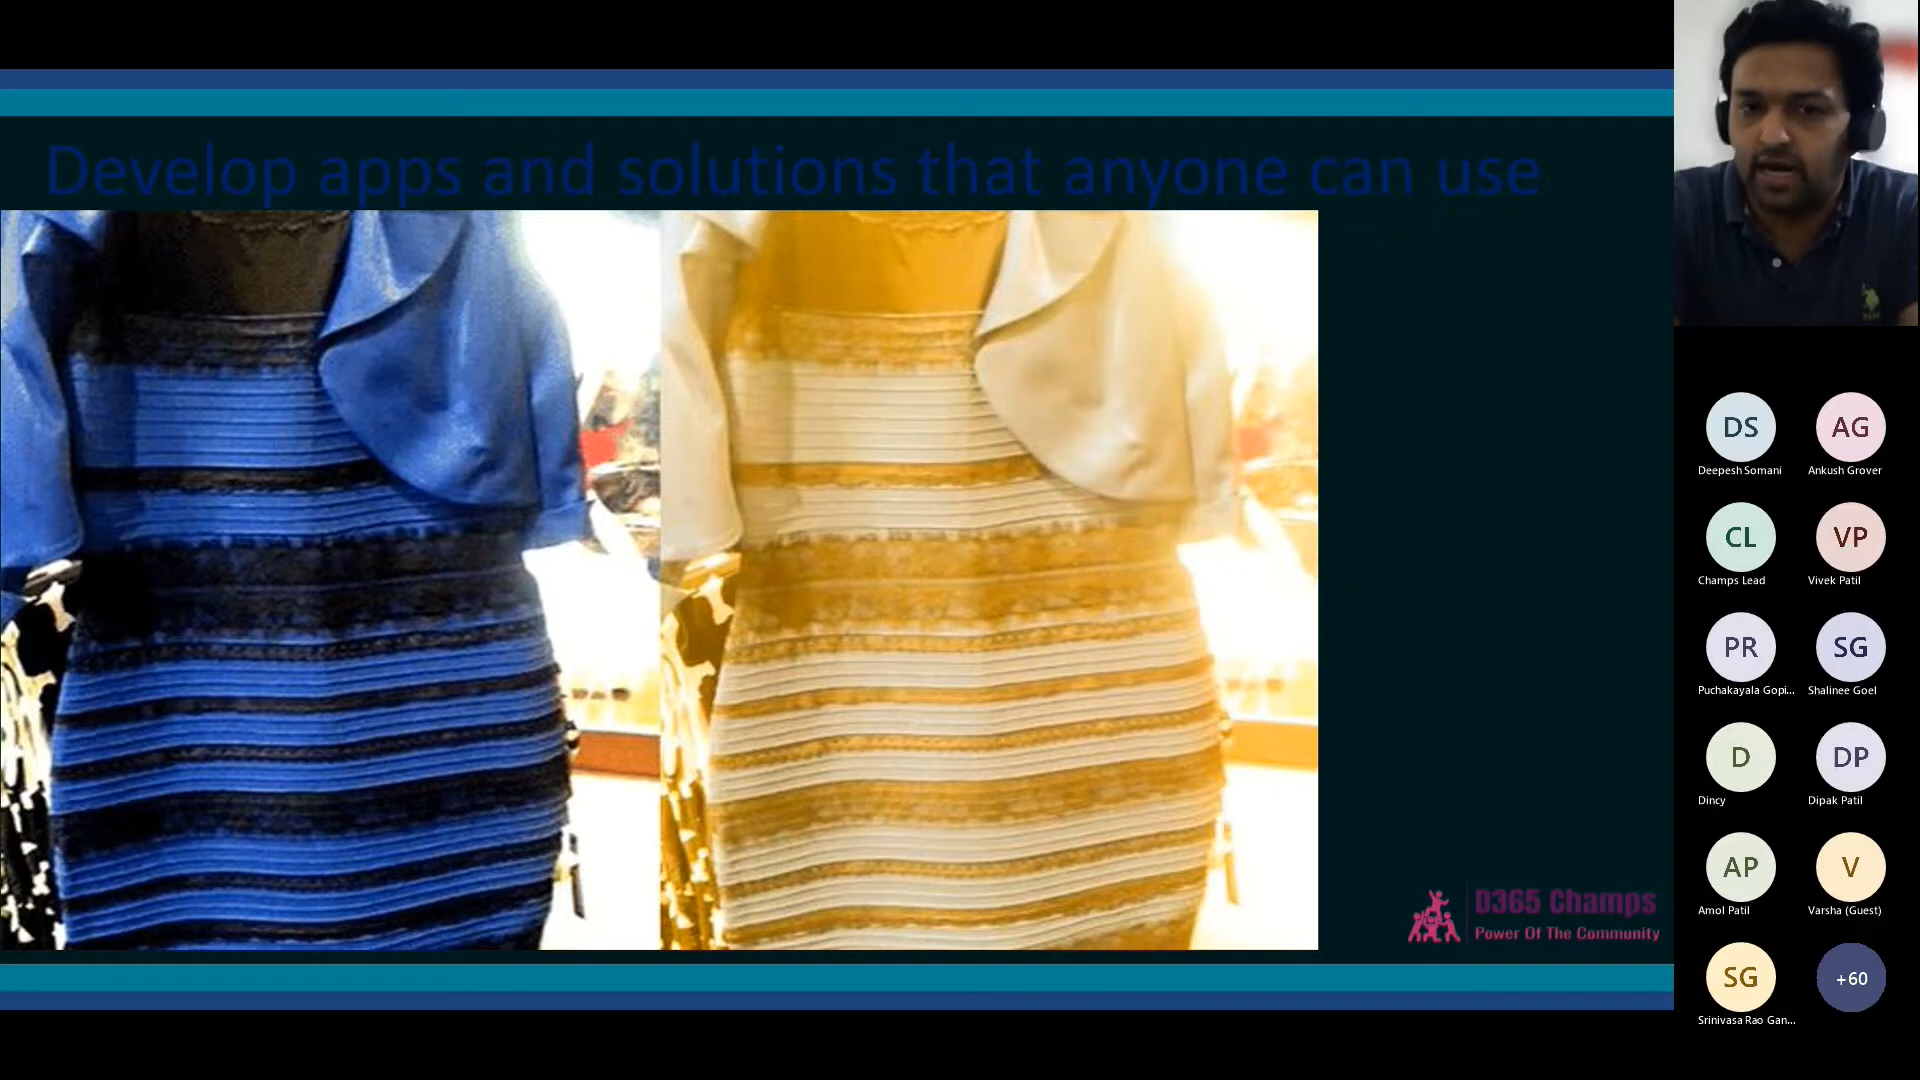 Develop apps and solutions that anyone can use
D365 Champs
Power Of The Community
DS
Deepesh Somani
AG
Ankush Grover
CL
Champs Lead
VP
Vivek Patil
PR
Puchakayala Gopi...
SG
Shalinee Goel
D
Dincy
DP
Dipak Patil
AP
Amol Patil
V
Varsha (Guest)
SG
Srinivasa Rao Gan...
+60